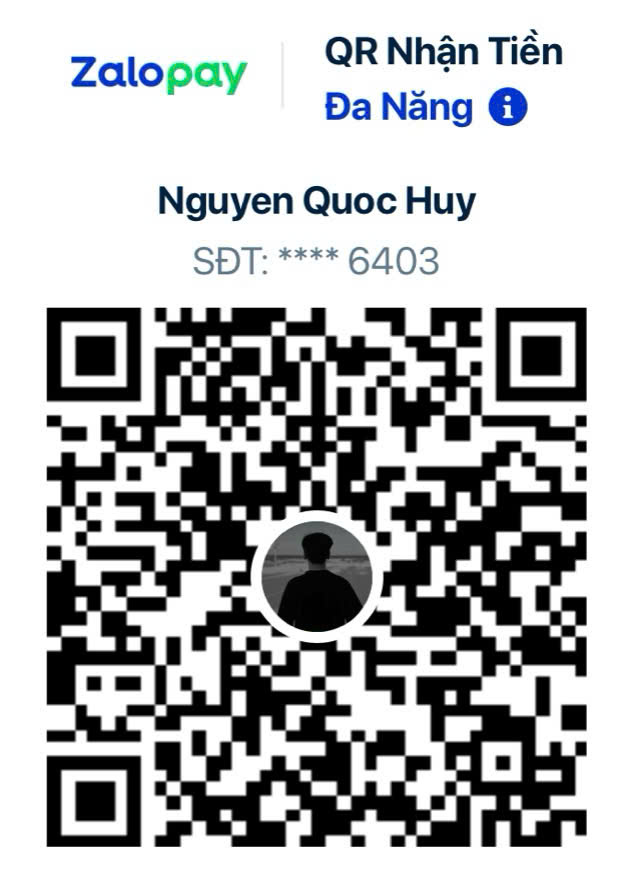 Zalopay
QR Nhận Tiền
Đa Năng
Nguyen Quoc Huy
SĐT: **** 6403